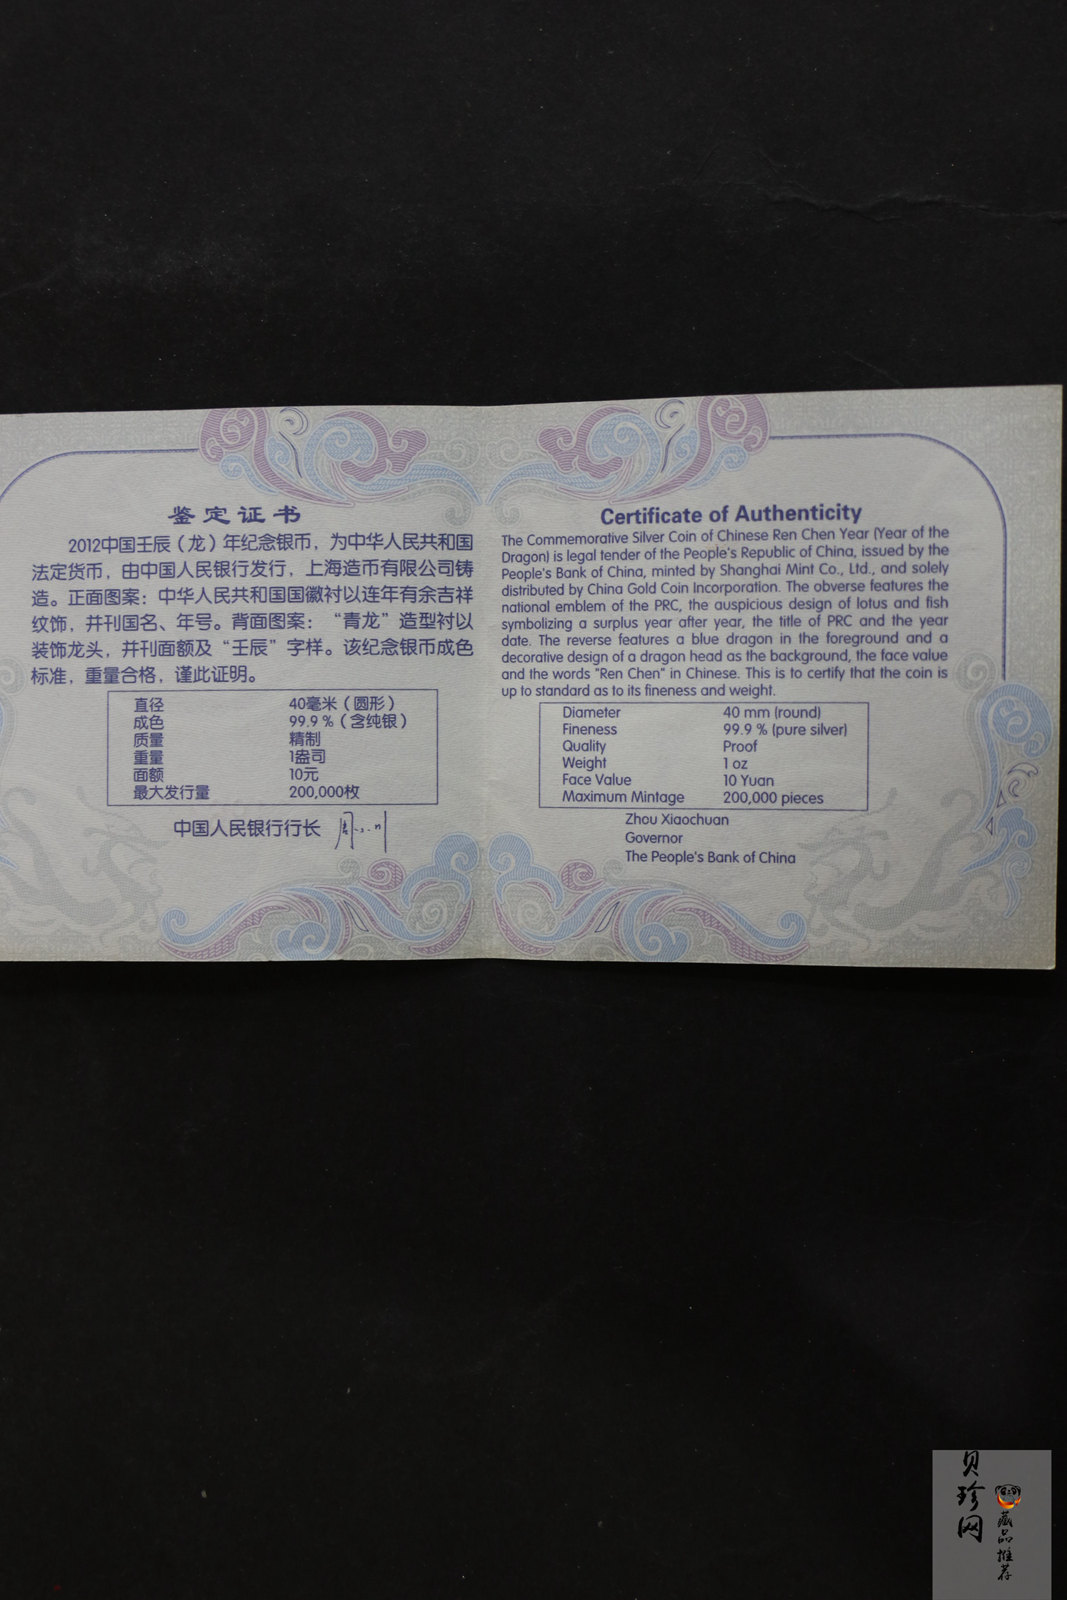 鉴定证书
2012中国壬辰（龙）年纪念银币，为中华人民共和国
法定货币，由中国人民银行发行，上海造币有限公司铸
造。正面图案：中华人民共和国国徽衬以连年有余吉祥
纹饰，并刊国名、年号。背面图案：“青龙”造型衬以
装饰龙头，并刊面额及“壬辰”字样。该纪念银币成色
标准，重量合格，谨此证明。
直径 40毫米（圆形）
成色 99.9％（含纯银）
质量 精制
重量 1盎司
面额 10元
最大发行量 200,000枚
中国人民银行行长
Certificate of Authenticity
The Commemorative Silver Coin of Chinese Ren Chen Year (Year of the
Dragon) is legal tender of the People's Republic of China, issued by the
People's Bank of China, minted by Shanghai Mint Co., Ltd., and solely
distributed by China Gold Coin Incorporation. The obverse features the
national emblem of the PRC, the auspicious design of lotus and fish
symbolizing a surplus year after year, the title of PRC and the year
date. The reverse features a blue dragon in the foreground and a
decorative design of a dragon head as the background, the face value
and the words "Ren Chen" in Chinese. This is to certify that the coin is
up to standard as to its fineness and weight.
Diameter 40 mm (round)
Fineness 99.9 % (pure silver)
Quality Proof
Weight 1 oz
Face Value 10 Yuan
Maximum Mintage 200,000 pieces
Zhou Xiaochuan
Governor
The People's Bank of China
贝珍网
藏品推荐